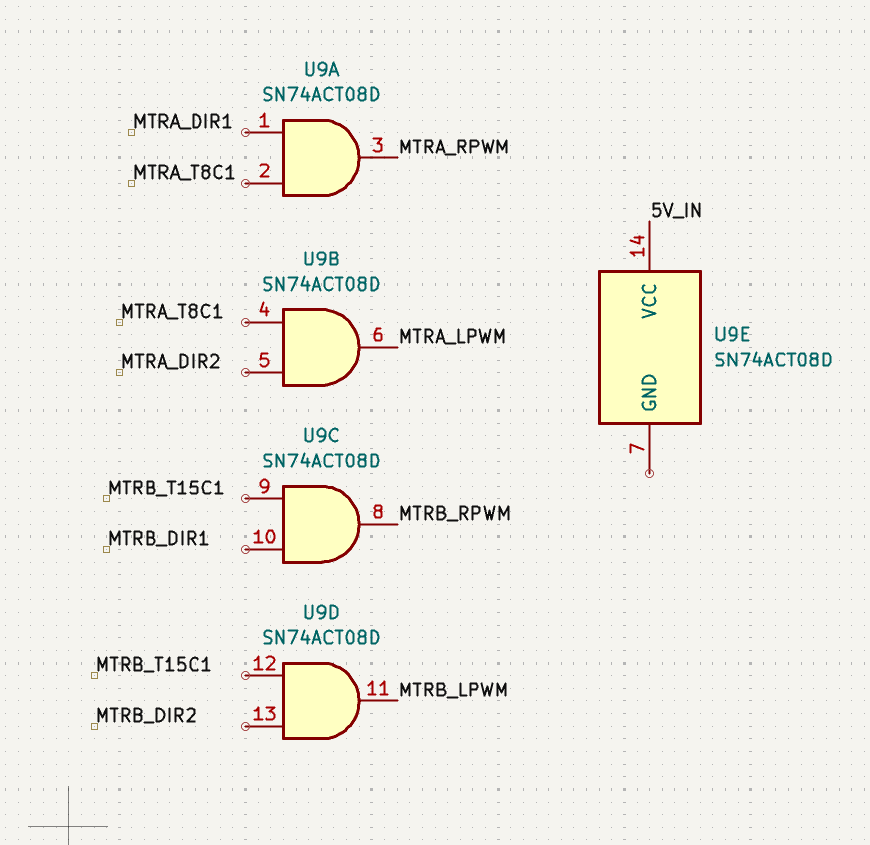 U9A
SN74ACT08D
MTRA_DIR1
1
MTRA_T8C1
2
3
MTRA_RPWM
U9B
SN74ACT08D
MTRA_T8C1
4
MTRA_DIR2
5
6
MTRA_LPWM
U9C
SN74ACT08D
MTRB_T15C1
9
MTRB_DIR1
10
8
MTRB_RPWM
U9D
SN74ACT08D
MTRB_T15C1
12
MTRB_DIR2
13
11
MTRB_LPWM
5V_IN
14
VCC
GND
7
U9E
SN74ACT08D